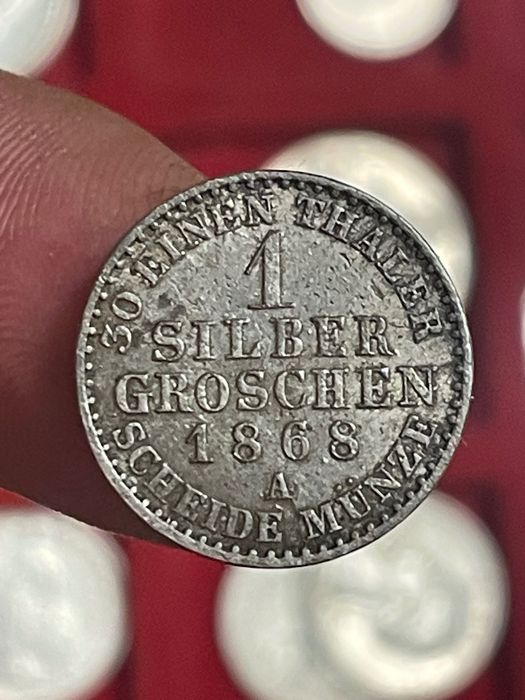 30 EINEN THALER
1
SILBER
GROSCHEN
1868
A
SCHEIDE MÜNZE